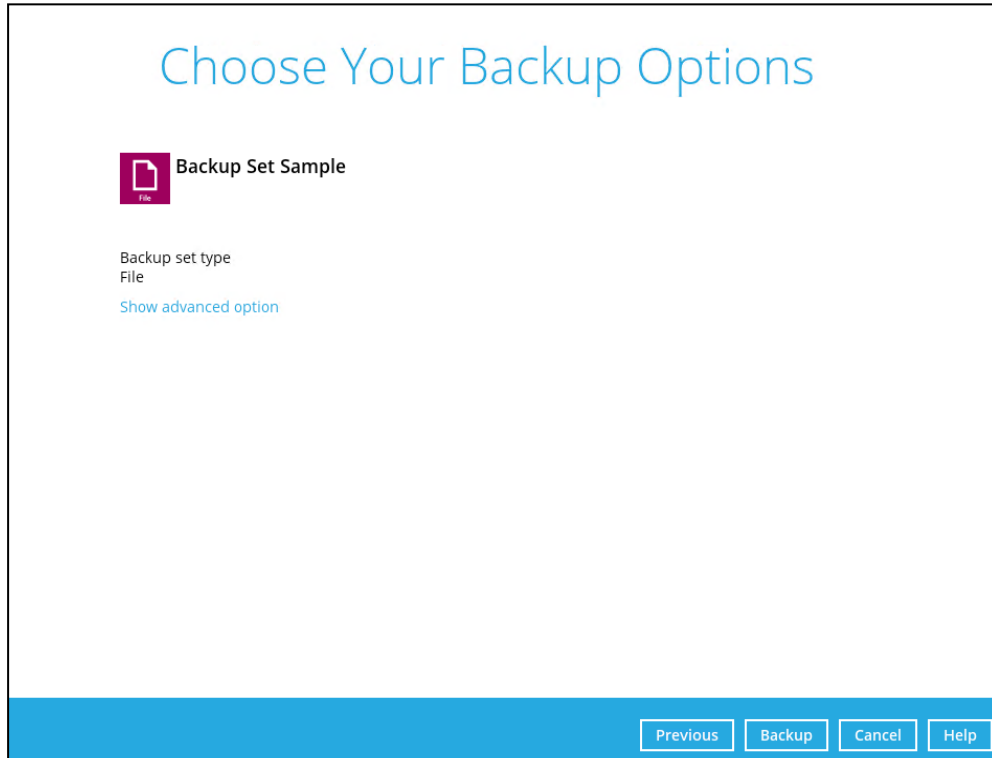 Choose Your Backup Options
Backup Set Sample
File
Backup set type
File
Show advanced option
Previous Backup Cancel Help